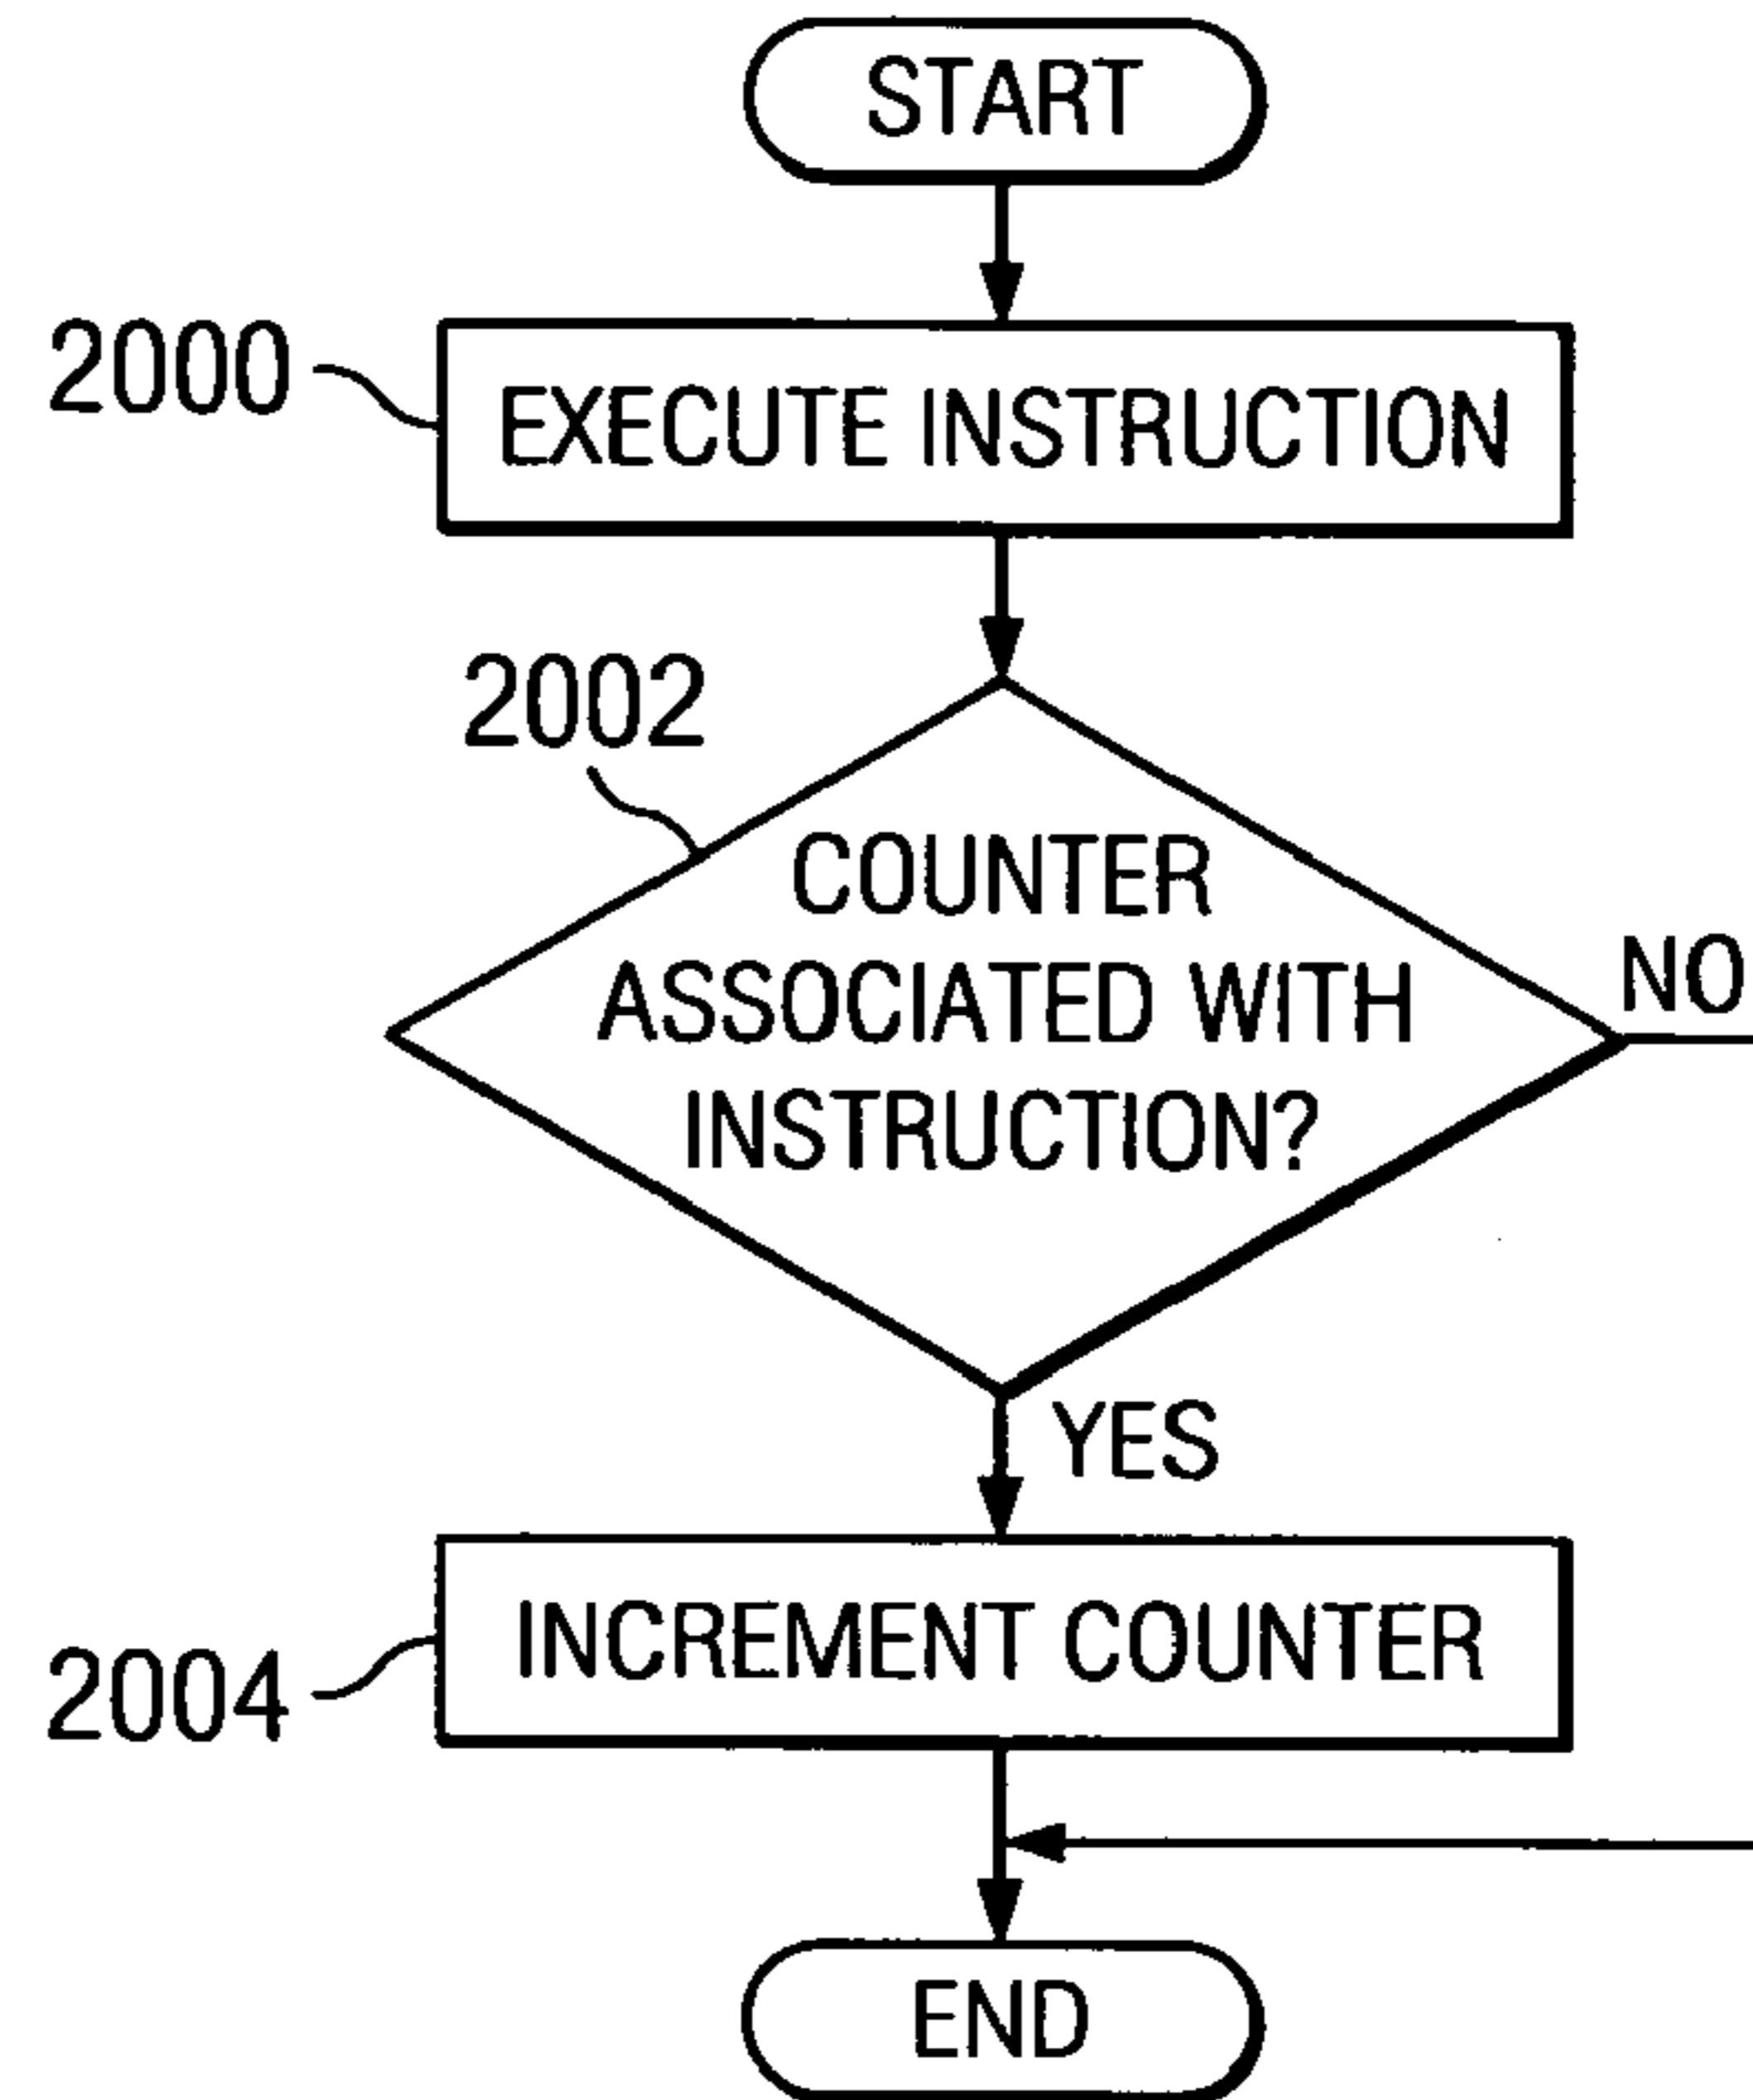 START
2000
EXECUTE INSTRUCTION
2002
COUNTER
ASSOCIATED WITH
INSTRUCTION?
NO
YES
INCREMENT COUNTER
2004
END